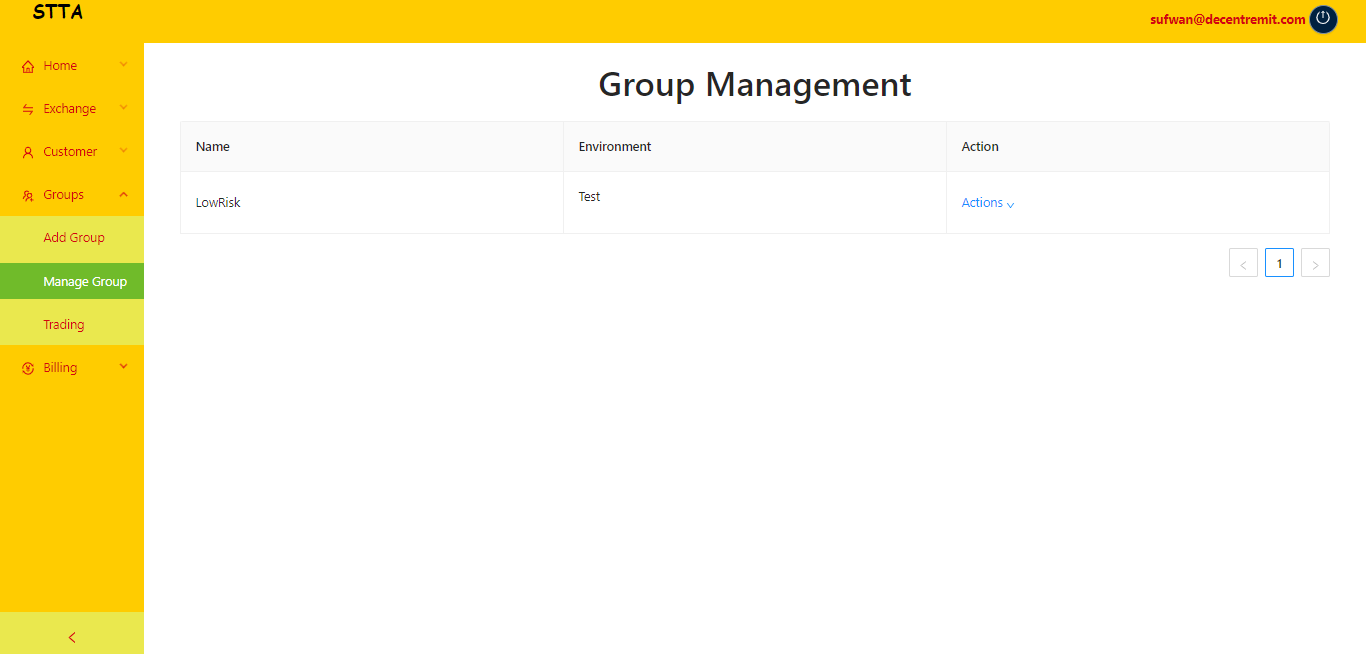 STTA
sufwan@decentremit.com
Home
Exchange
Customer
Groups
Add Group
Manage Group
Trading
Billing
Group Management
Name Environment Action
LowRisk Test Actions
1